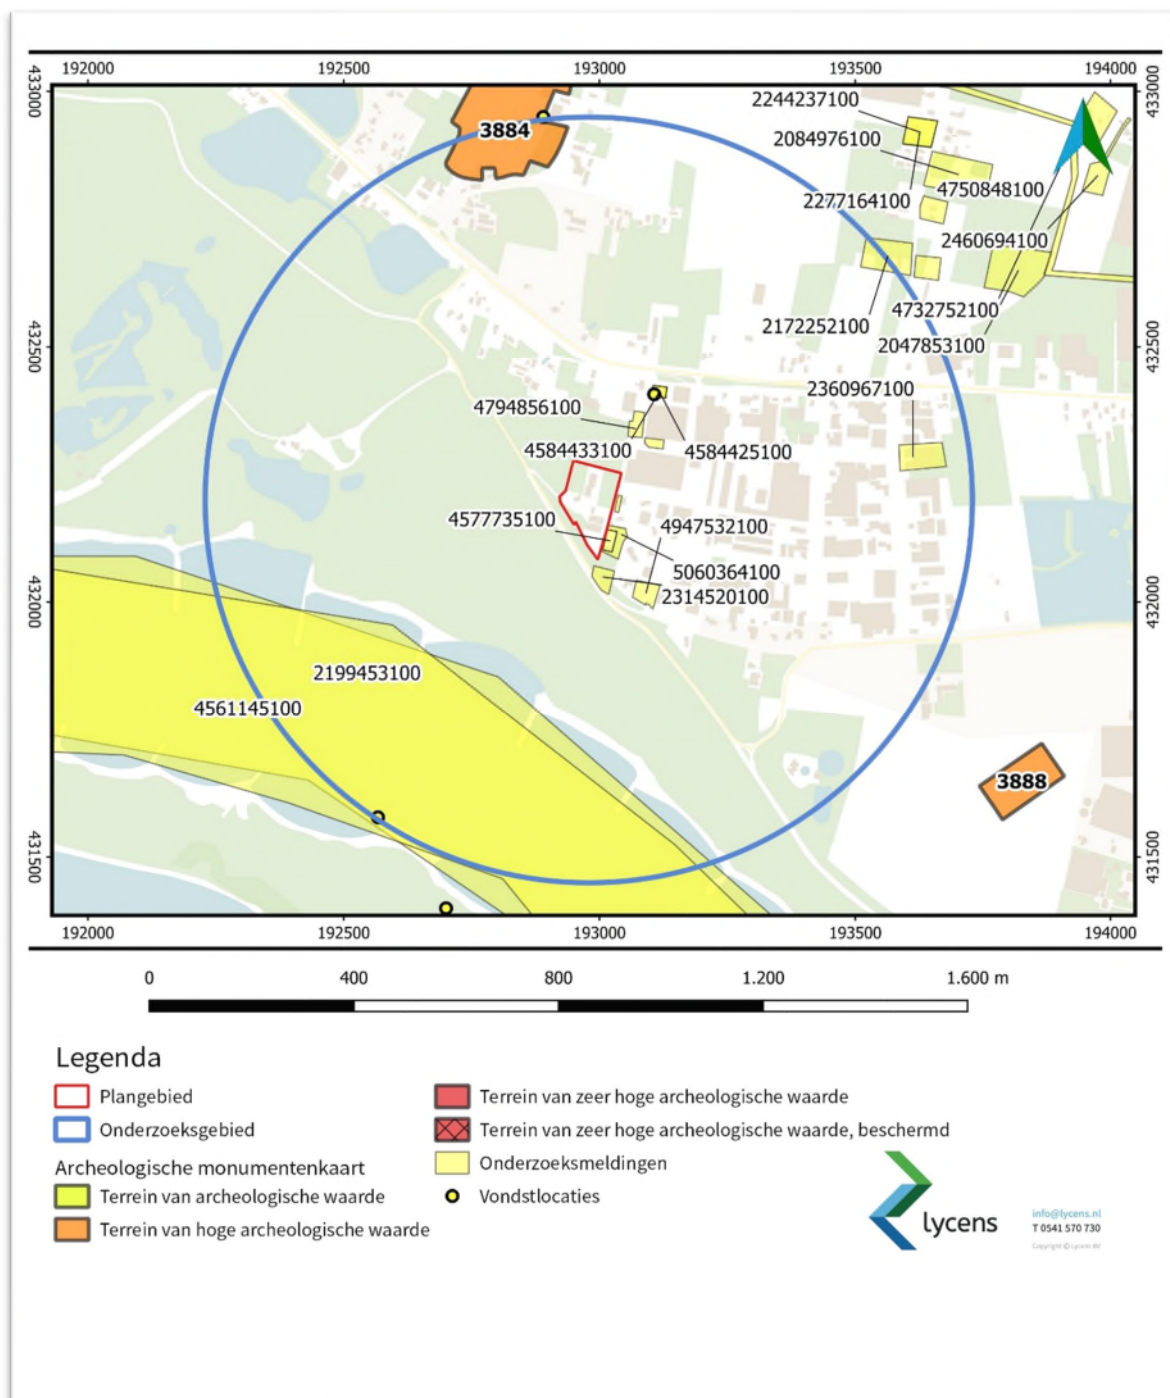 192000 192500 193000 193500 194000
433000 433000
2244237100
3884
2084976100
4750848100
2277164100
2460694100
4732752100
2172252100
432500 2047853100 432500
2360967100
4794856100
4584433100 4584425100
4577735100 4947532100
5060364100
2314520100
432000 432000
2199453100
4561145100
3888
431500 431500
192000 192500 193000 193500 194000
0 400 800 1.200 1.600 m
Legenda
Plangebied
Onderzoeksgebied
Archeologische monumentenkaart
Terrein van archeologische waarde
Terrein van hoge archeologische waarde
Terrein van zeer hoge archeologische waarde
Terrein van zeer hoge archeologische waarde, beschermd
Onderzoeksmeldingen
Vondstlocaties
lycens
info@lycens.nl
T 0541 570 730
Copyright © Lycens BV